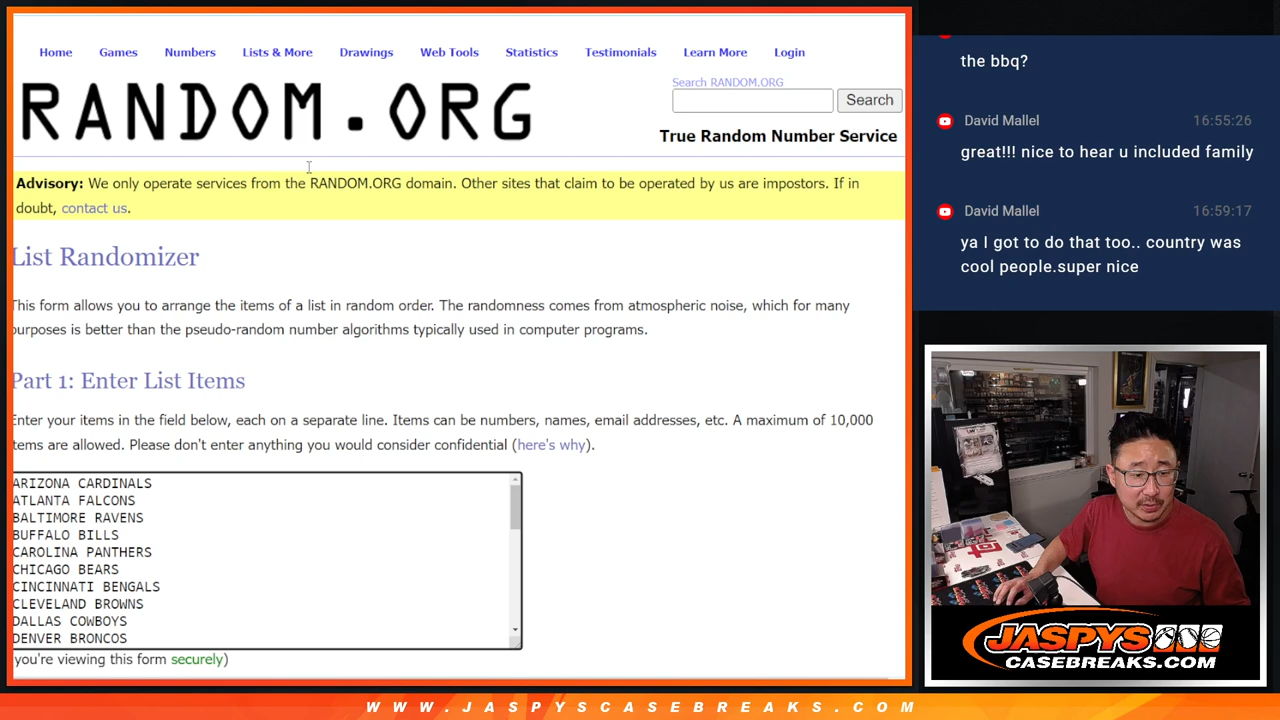 Home Games Numbers Lists & More Drawings Web Tools Statistics Testimonials Learn More Login
RANDOM.ORG
Search RANDOM.ORG
Search
True Random Number Service
Advisory: We only operate services from the RANDOM.ORG domain. Other sites that claim to be operated by us are impostors. If in
doubt, contact us.
List Randomizer
This form allows you to arrange the items of a list in random order. The randomness comes from atmospheric noise, which for many
purposes is better than the pseudo-random number algorithms typically used in computer programs.
Part 1: Enter List Items
Enter your items in the field below, each on a separate line. Items can be numbers, names, email addresses, etc. A maximum of 10,000
items are allowed. Please don't enter anything you would consider confidential (here's why).
ARIZONA CARDINALS
ATLANTA FALCONS
BALTIMORE RAVENS
BUFFALO BILLS
CAROLINA PANTHERS
CHICAGO BEARS
CINCINNATI BENGALS
CLEVELAND BROWNS
DALLAS COWBOYS
DENVER BRONCOS
you're viewing this form securely)
the bbq?
David Mallel 16:55:26
great!!! nice to hear u included family
David Mallel 16:59:17
ya I got to do that too.. country was
cool people.super nice
JASPYS
CASEBREAKS.COM
WWW.JASPYSCASEBREAKS.COM